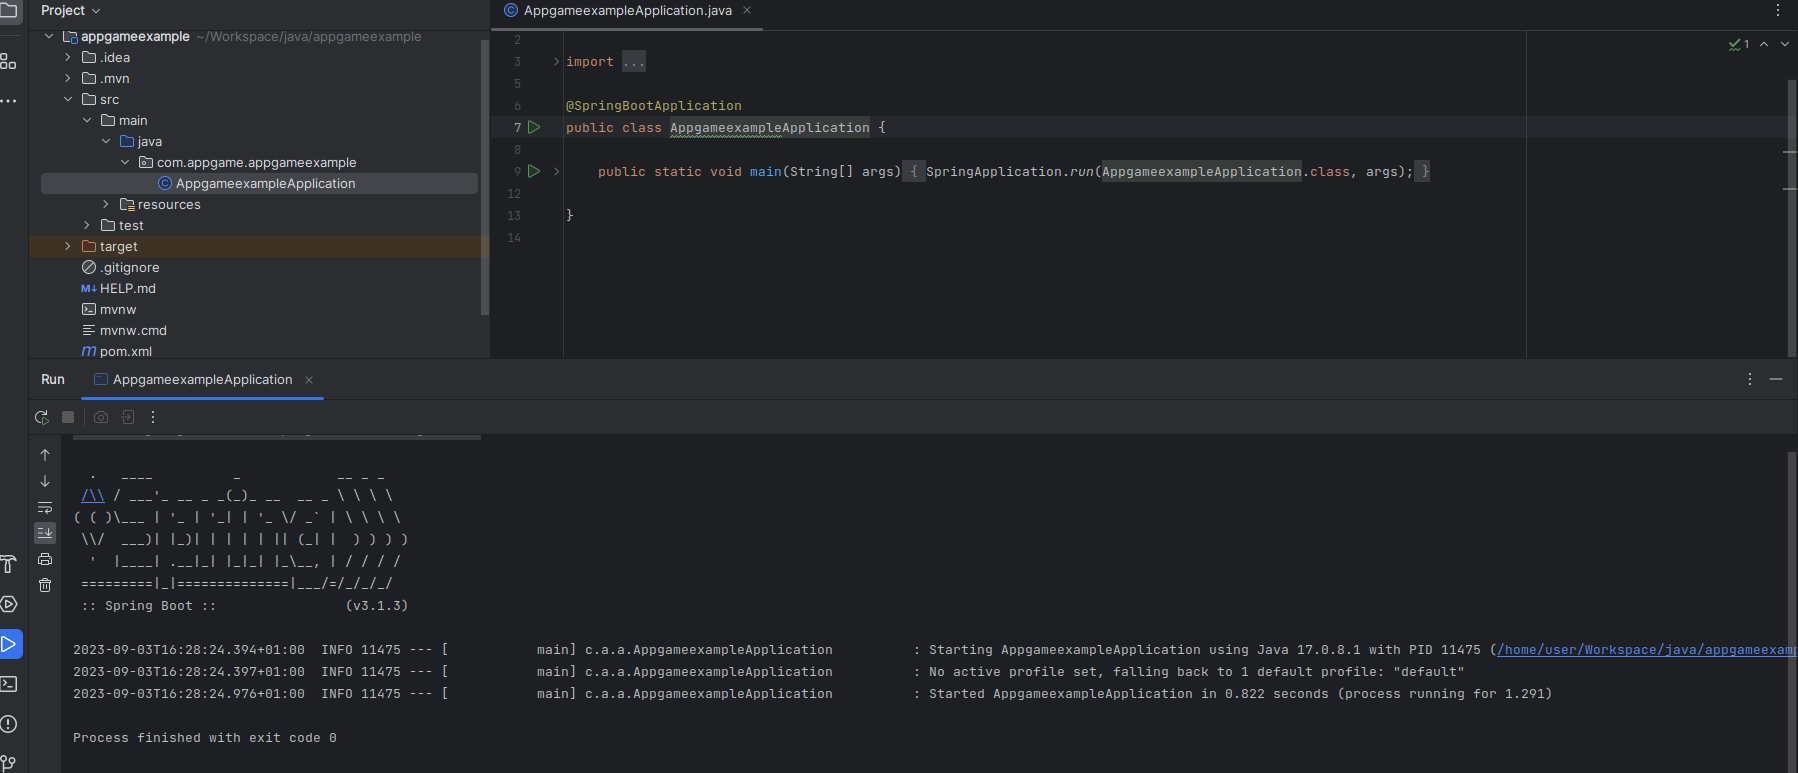 Project
appgameexample ~/Workspace/java/appgameexample
.idea
.mvn
src
main
java
com.appgame.appgameexample
AppgameexampleApplication
resources
test
target
.gitignore
HELP.md
mvnw
mvnw.cmd
pom.xml
AppgameexampleApplication.java
1
2
3 import ...
5
6 @SpringBootApplication
7 public class AppgameexampleApplication {
8
9 public static void main(String[] args) { SpringApplication.run(AppgameexampleApplication.class, args); }
12
13 }
14
Run AppgameexampleApplication
  .   ____          _            __ _ _
 /\\ / ___'_ __ _ _(_)_ __  __ _ \ \ \ \
( ( )\___ | '_ | '_| | '_ \/ _` | \ \ \ \
 \\/  ___)| |_)| | | | | || (_| |  ) ) ) )
  '  |____| .__|_| |_|_| |_\__, | / / / /
 =========|_|==============|___/=/_/_/_/
 :: Spring Boot ::                (v3.1.3)
2023-09-03T16:28:24.394+01:00  INFO 11475 --- [           main] c.a.a.AppgameexampleApplication          : Starting AppgameexampleApplication using Java 17.0.8.1 with PID 11475 (/home/user/Workspace/java/appgameexamp
2023-09-03T16:28:24.397+01:00  INFO 11475 --- [           main] c.a.a.AppgameexampleApplication          : No active profile set, falling back to 1 default profile: "default"
2023-09-03T16:28:24.976+01:00  INFO 11475 --- [           main] c.a.a.AppgameexampleApplication          : Started AppgameexampleApplication in 0.822 seconds (process running for 1.291)
Process finished with exit code 0